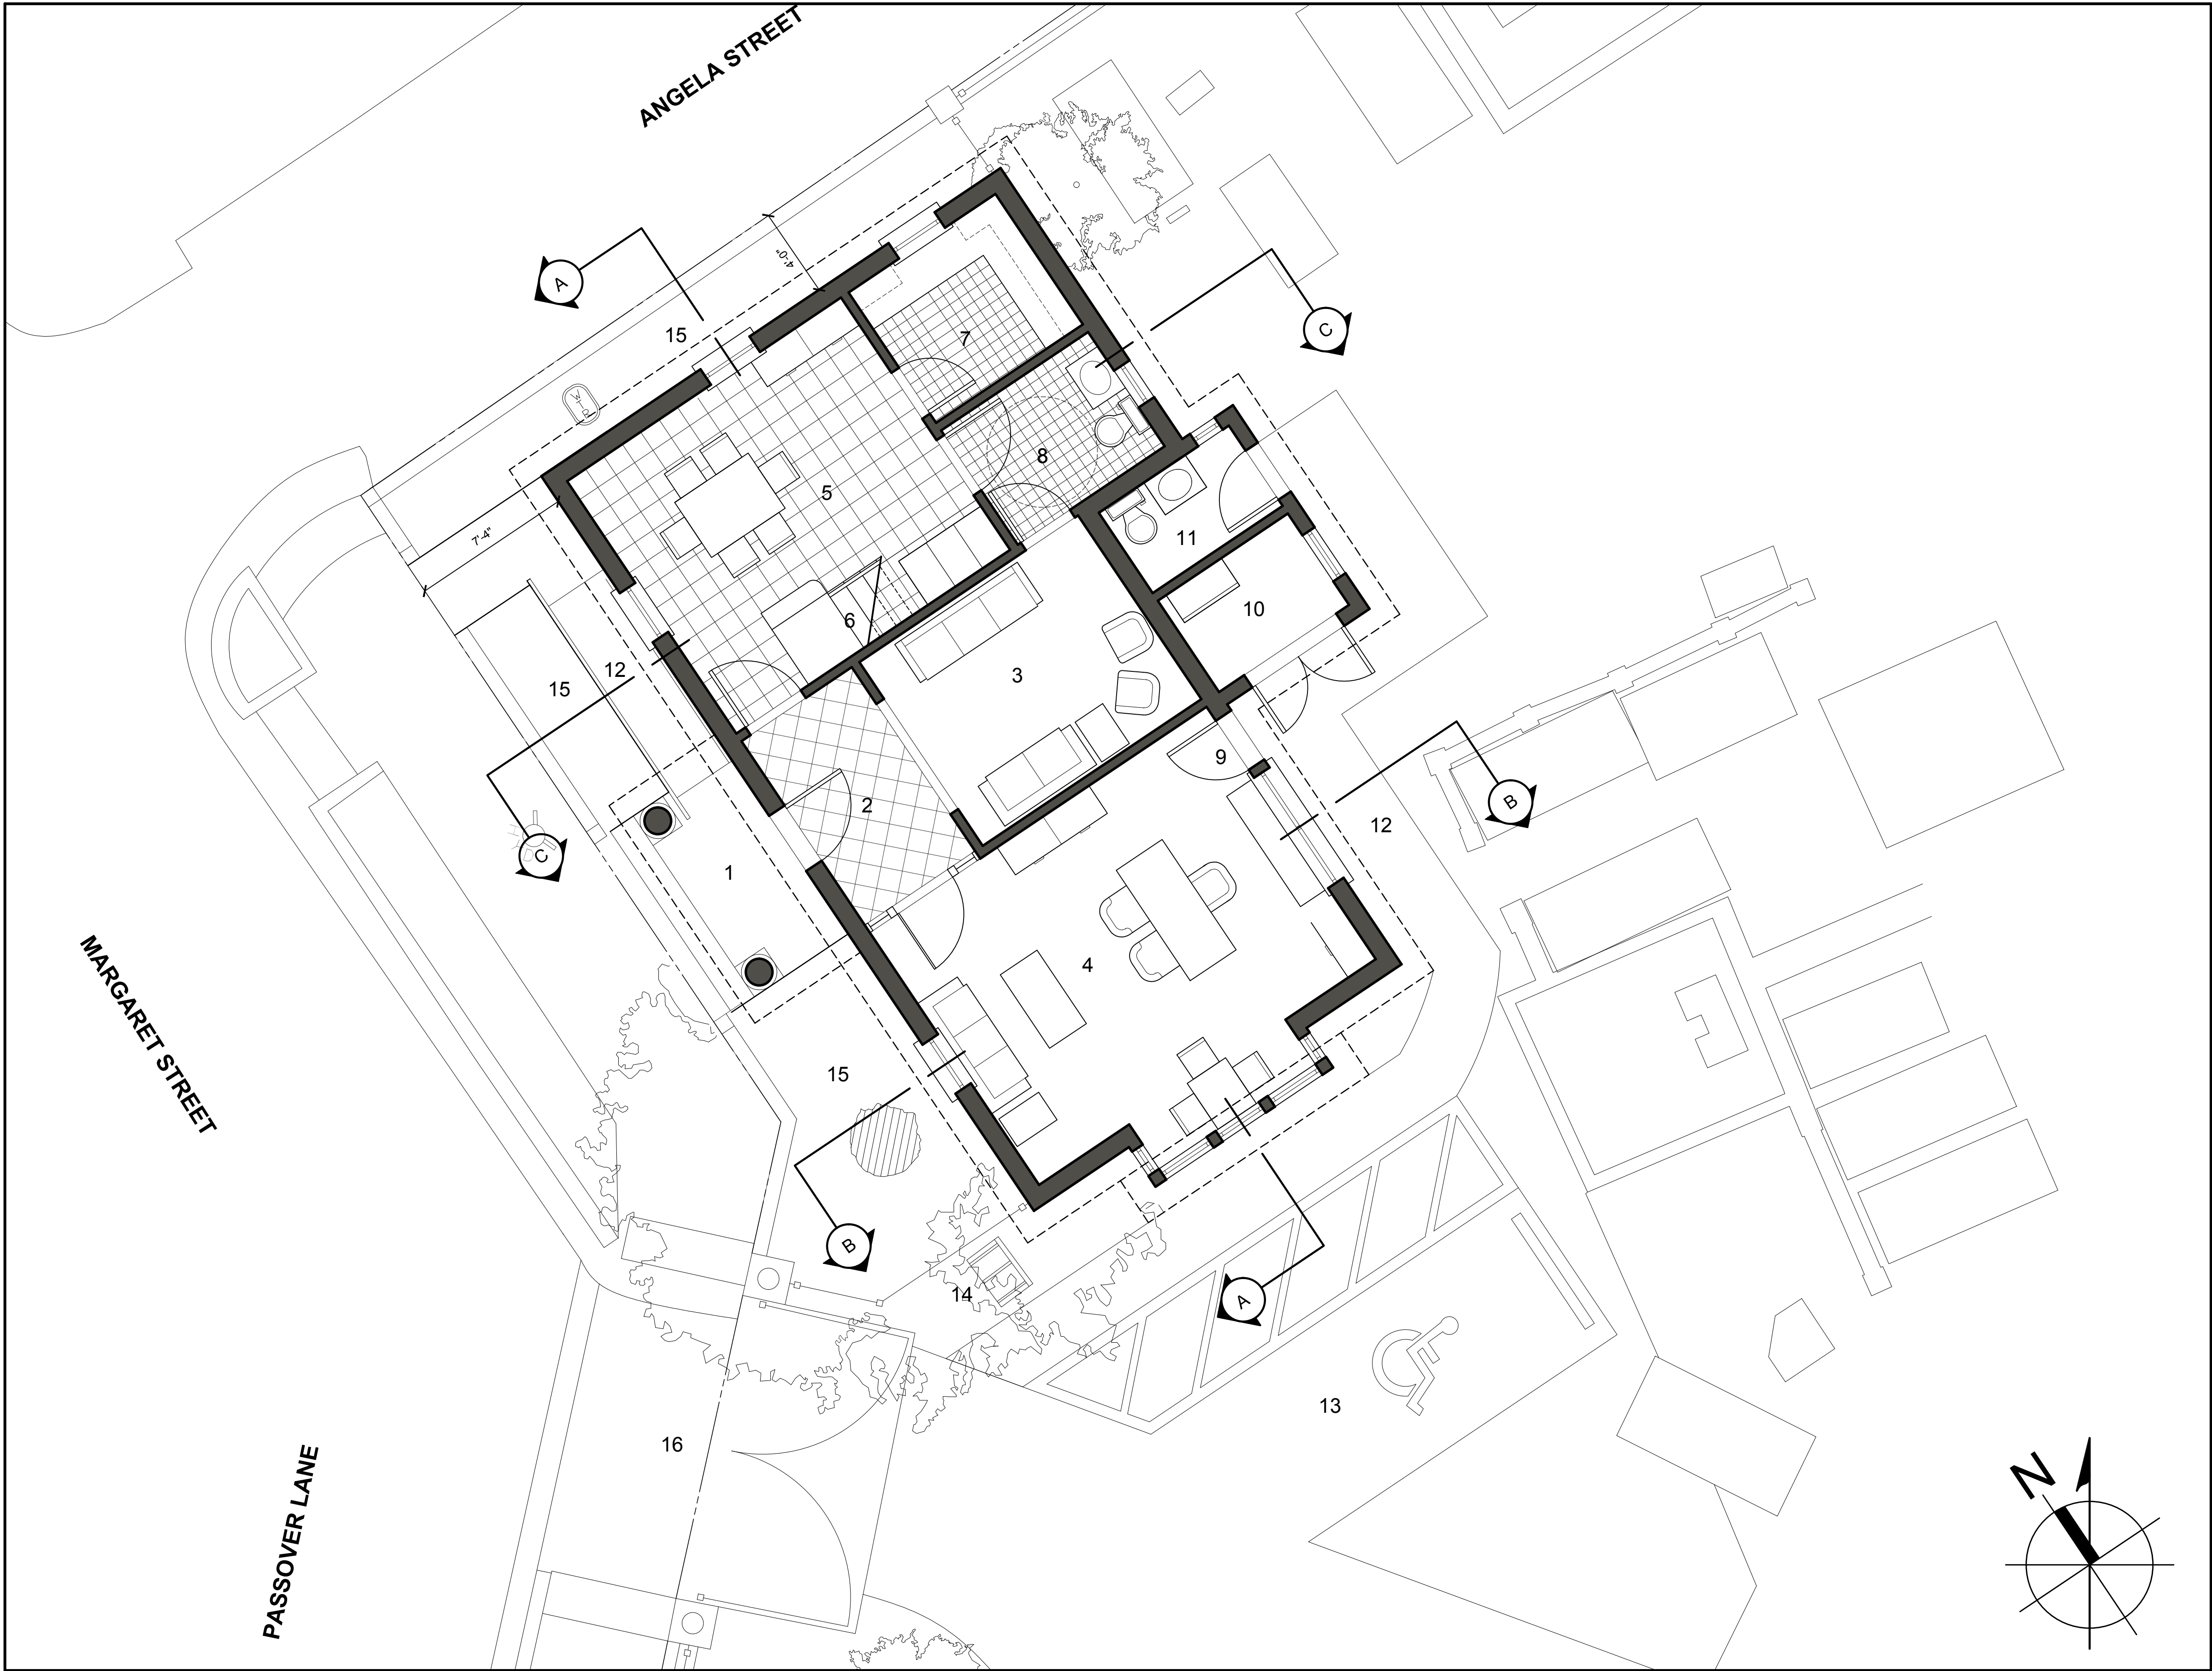 ANGELA STREET
A
4'-0"
15
C
7
W
8
5
7'-4"
11
6
10
12
3
15
9
2
B
12
C
1
4
MARGARET STREET
15
B
14
A
13
16
N
PASSOVER LANE